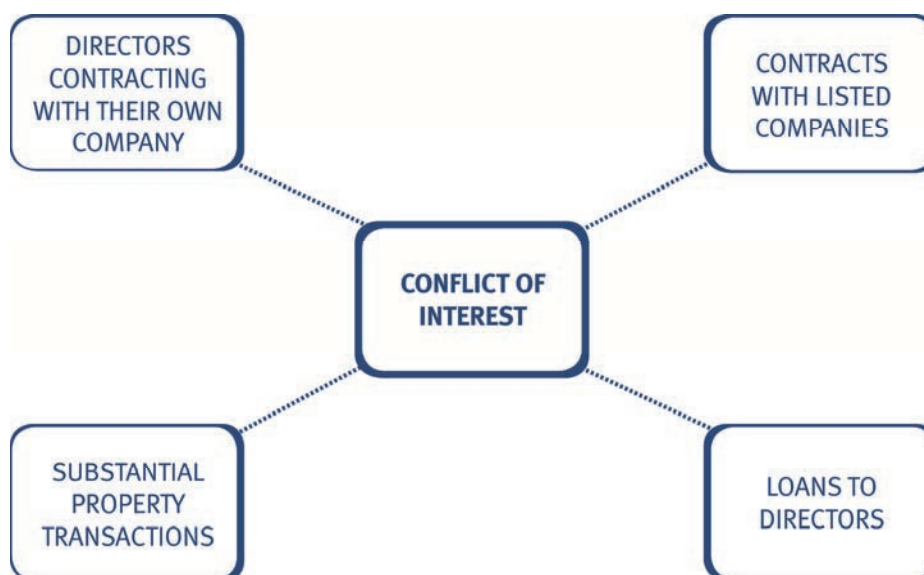 DIRECTORS
CONTRACTING
WITH THEIR OWN
COMPANY
CONTRACTS
WITH LISTED
COMPANIES
CONFLICT OF
INTEREST
SUBSTANTIAL
PROPERTY
TRANSACTIONS
LOANS TO
DIRECTORS